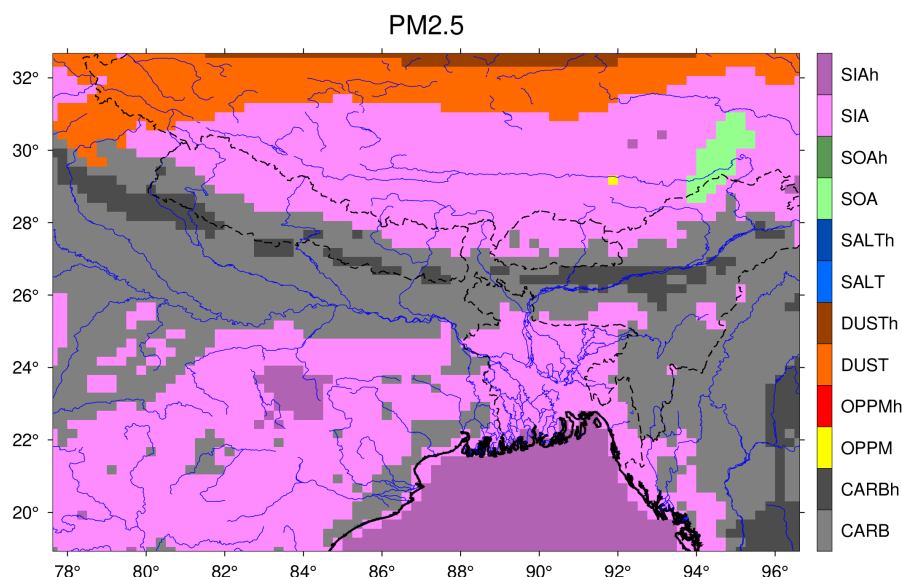 PM2.5
32°
30°
28°
26°
24°
22°
20°
78° 80° 82° 84° 86° 88° 90° 92° 94° 96°
SIAh
SIA
SOAh
SOA
SALTh
SALT
DUSTh
DUST
OPPMh
OPPM
CARBh
CARB